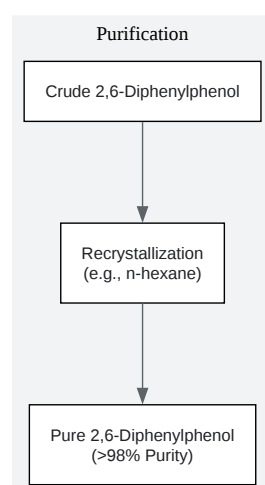 Purification
Crude 2,6-Diphenylphenol
Recrystallization
(e.g., n-hexane)
Pure 2,6-Diphenylphenol
(>98% Purity)